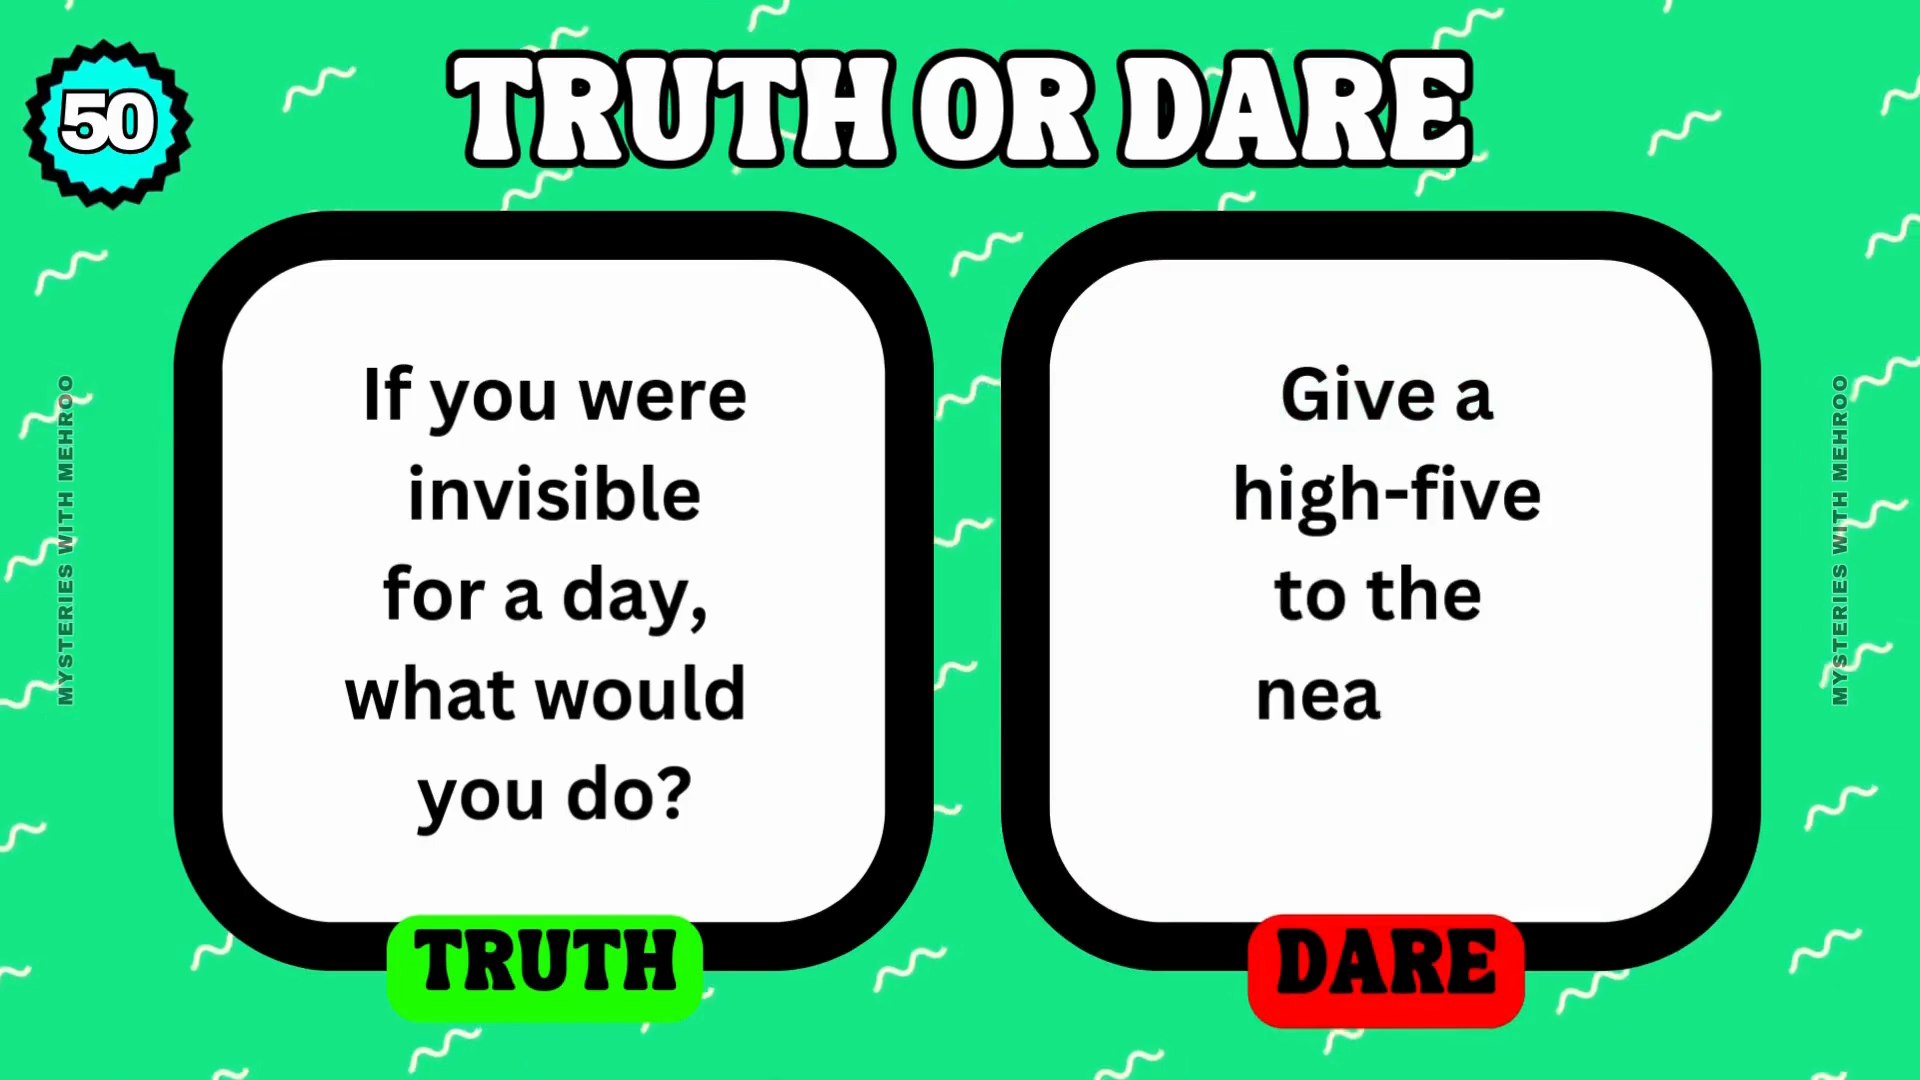 50
TRUTH OR DARE
If you were
invisible
for a day,
what would
you do?
TRUTH
Give a
high-five
to the
nea
DARE
MYSTERIES WITH MEHROO
MYSTERIES WITH MEHROO